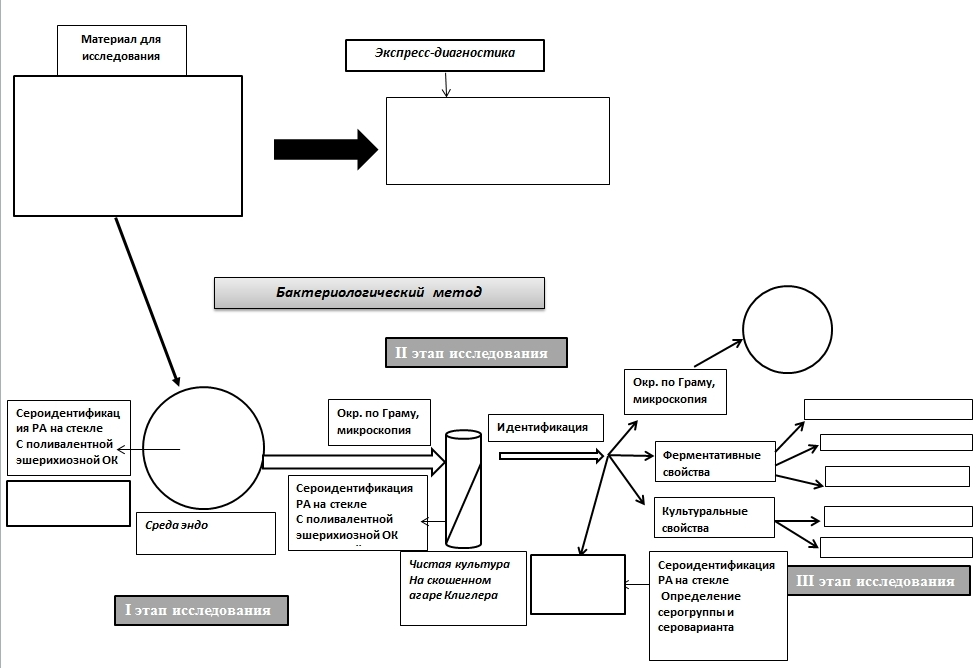 Материал для
исследования
Экспресс-диагностика
Бактериологический метод
II этап исследования
Сероидентификац
ия РА на стекле
С поливалентной
эшерихиозной ОК
Среда эндо
I этап исследования
Окр. по Граму,
микроскопия
Сероидентификация
РА на стекле
С поливалентной
эшерихиозной ОК
Чистая культура
На скошенном
агаре Клиглера
Идентификация
Окр. по Граму,
микроскопия
Ферментативные
свойства
Культуральные
свойства
Сероидентификация
РА на стекле
Определение
серогруппы и
сероварианта
III этап исследования